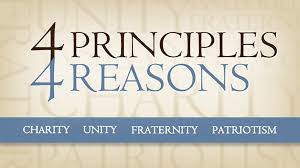 4 PRINCIPLES
4 REASONS
CHARITY UNITY FRATERNITY PATRIOTISM